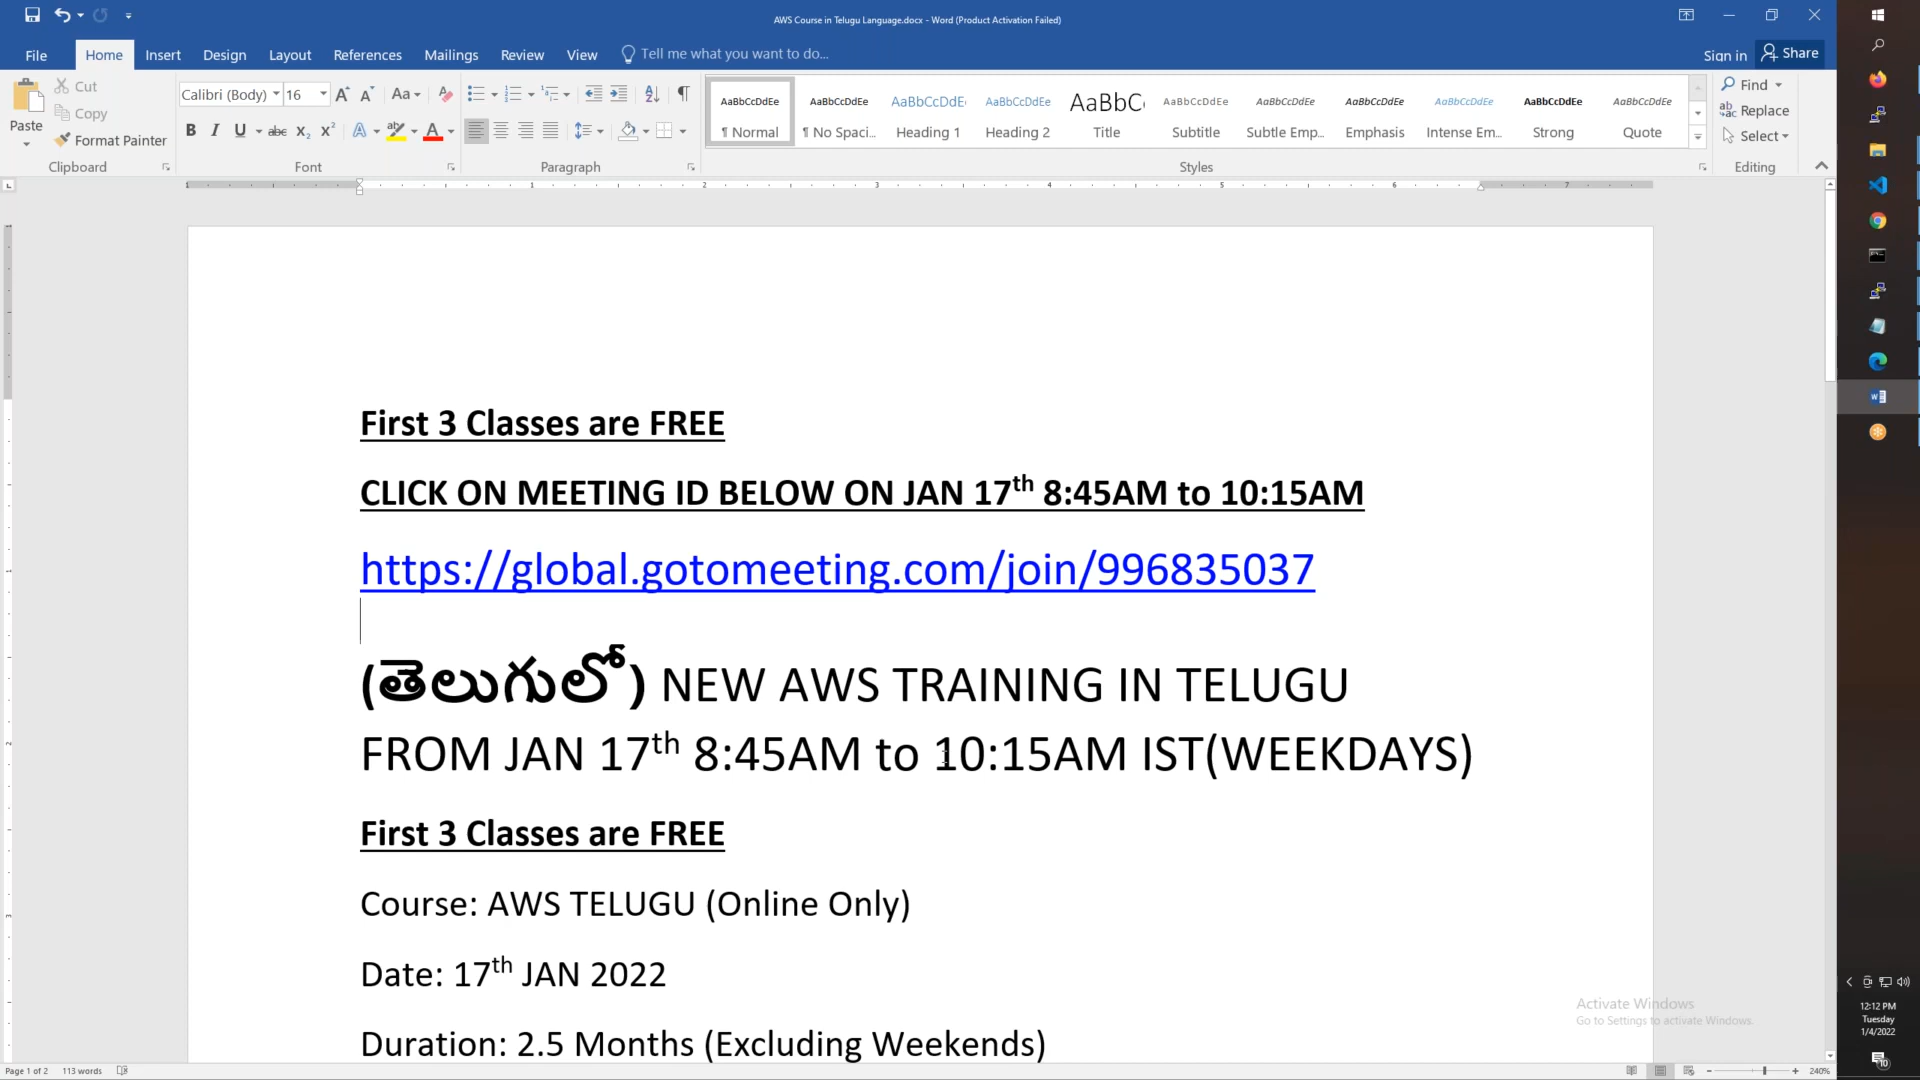 AWS Course in Telugu Language.docx - Word (Product Activation Failed)
File Home Insert Design Layout References Mailings Review View Tell me what you want to do... Sign in Share
Paste Cut Copy Format Painter Clipboard
Calibri (Body) 16 Font
Paragraph
AaBbCcDdEe ¶ Normal
AaBbCcDdEe ¶ No Spaci...
AaBbCcDdE Heading 1
AaBbCcDdEe Heading 2
AaBbC Title
AaBbCcDdEe Subtitle
AaBbCcDdEe Subtle Emp...
AaBbCcDdEe Emphasis
AaBbCcDdEe Intense Em...
AaBbCcDdEe Strong
AaBbCcDdEe Quote
Styles
Find Replace Select Editing
First 3 Classes are FREE
CLICK ON MEETING ID BELOW ON JAN 17th 8:45AM to 10:15AM
https://global.gotomeeting.com/join/996835037
(తెలుగులో) NEW AWS TRAINING IN TELUGU
FROM JAN 17th 8:45AM to 10:15AM IST(WEEKDAYS)
First 3 Classes are FREE
Course: AWS TELUGU (Online Only)
Date: 17th JAN 2022
Duration: 2.5 Months (Excluding Weekends)
Activate Windows
Go to Settings to activate Windows.
Page 1 of 2 113 words 240%
12:12 PM
Tuesday
1/4/2022